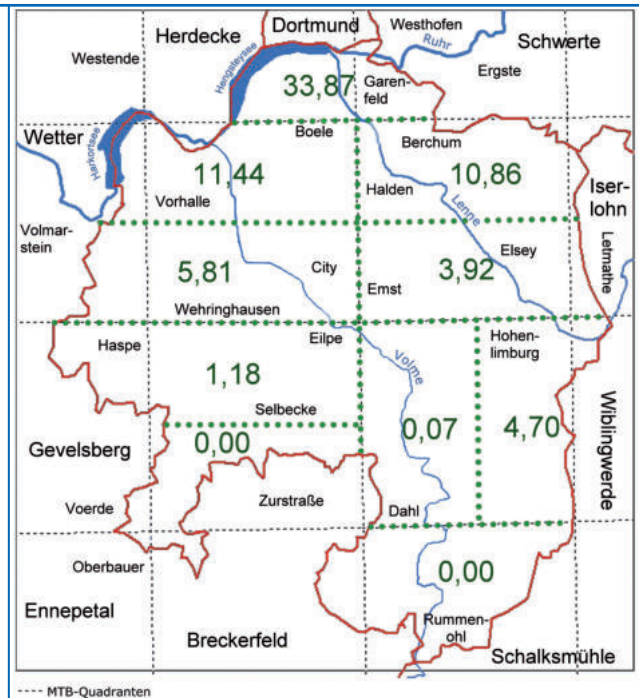 Herdecke
Dortmund
Westhofen
Ruhr
Schwerte
Westende
Hengsteysee
33,87
Garen-
feld
Ergste
Wetter
Harkortsee
Boele
Berchum
11,44
10,86
Iser-
lohn
Vorhalle
Halden
Lenne
Volmar-
stein
Letmathe
5,81
City
3,92
Elsey
Emst
Wehringhausen
Haspe
Eilpe
Volme
Hohen-
limburg
1,18
Selbecke
0,07
4,70
Wiblingwerde
Gevelsberg
0,00
Voerde
Zurstraße
Dahl
Oberbauer
0,00
Ennepetal
Rummen-
ohl
Breckerfeld
Schalksmühle
---- MTB-Quadranten